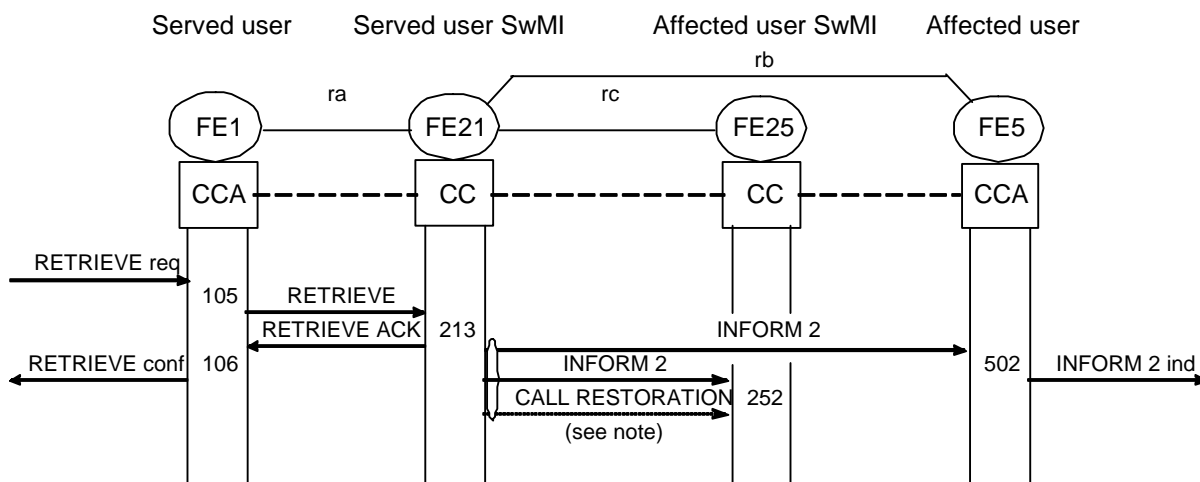 Served user Served user SwMI Affected user SwMI Affected user
rb
ra rc
FE1 FE21 FE25 FE5
CCA CC CC CCA
RETRIEVE req
105 RETRIEVE
RETRIEVE ACK 213 INFORM 2
RETRIEVE conf 106 INFORM 2 502 INFORM 2 ind
CALL RESTORATION 252
(see note)